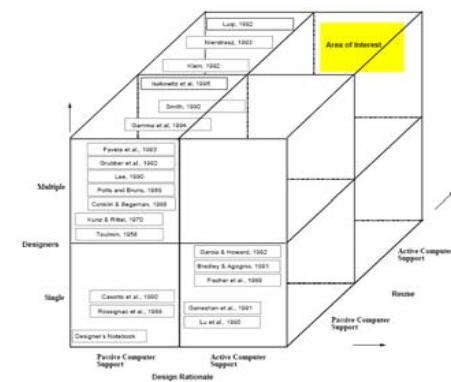 Luqi, 1992
Nierstrasz, 1993
Area of Interest
Klein, 1992
Isakowitz et al. 1995
Smith, 1990
Gamma et al. 1994
Favela et al., 1993
Grubber et al., 1992
Lee, 1990
Multiple
Potts and Bruns, 1988
Conklin & Begeman, 1988
Kunz & Rittel, 1970
Toulmin, 1958
Designers
Garcia & Howard, 1992
Active Computer
Support
Bradley & Agogino, 1991
Fischer et al., 1989
Reuse
Single
Casotto et al., 1990
Ganeshan et al., 1991
Rossignac et al., 1988
Lu et al., 1990
Passive Computer
Support
Designer's Notebook
Passive Computer
Support
Active Computer
Support
Design Rationale